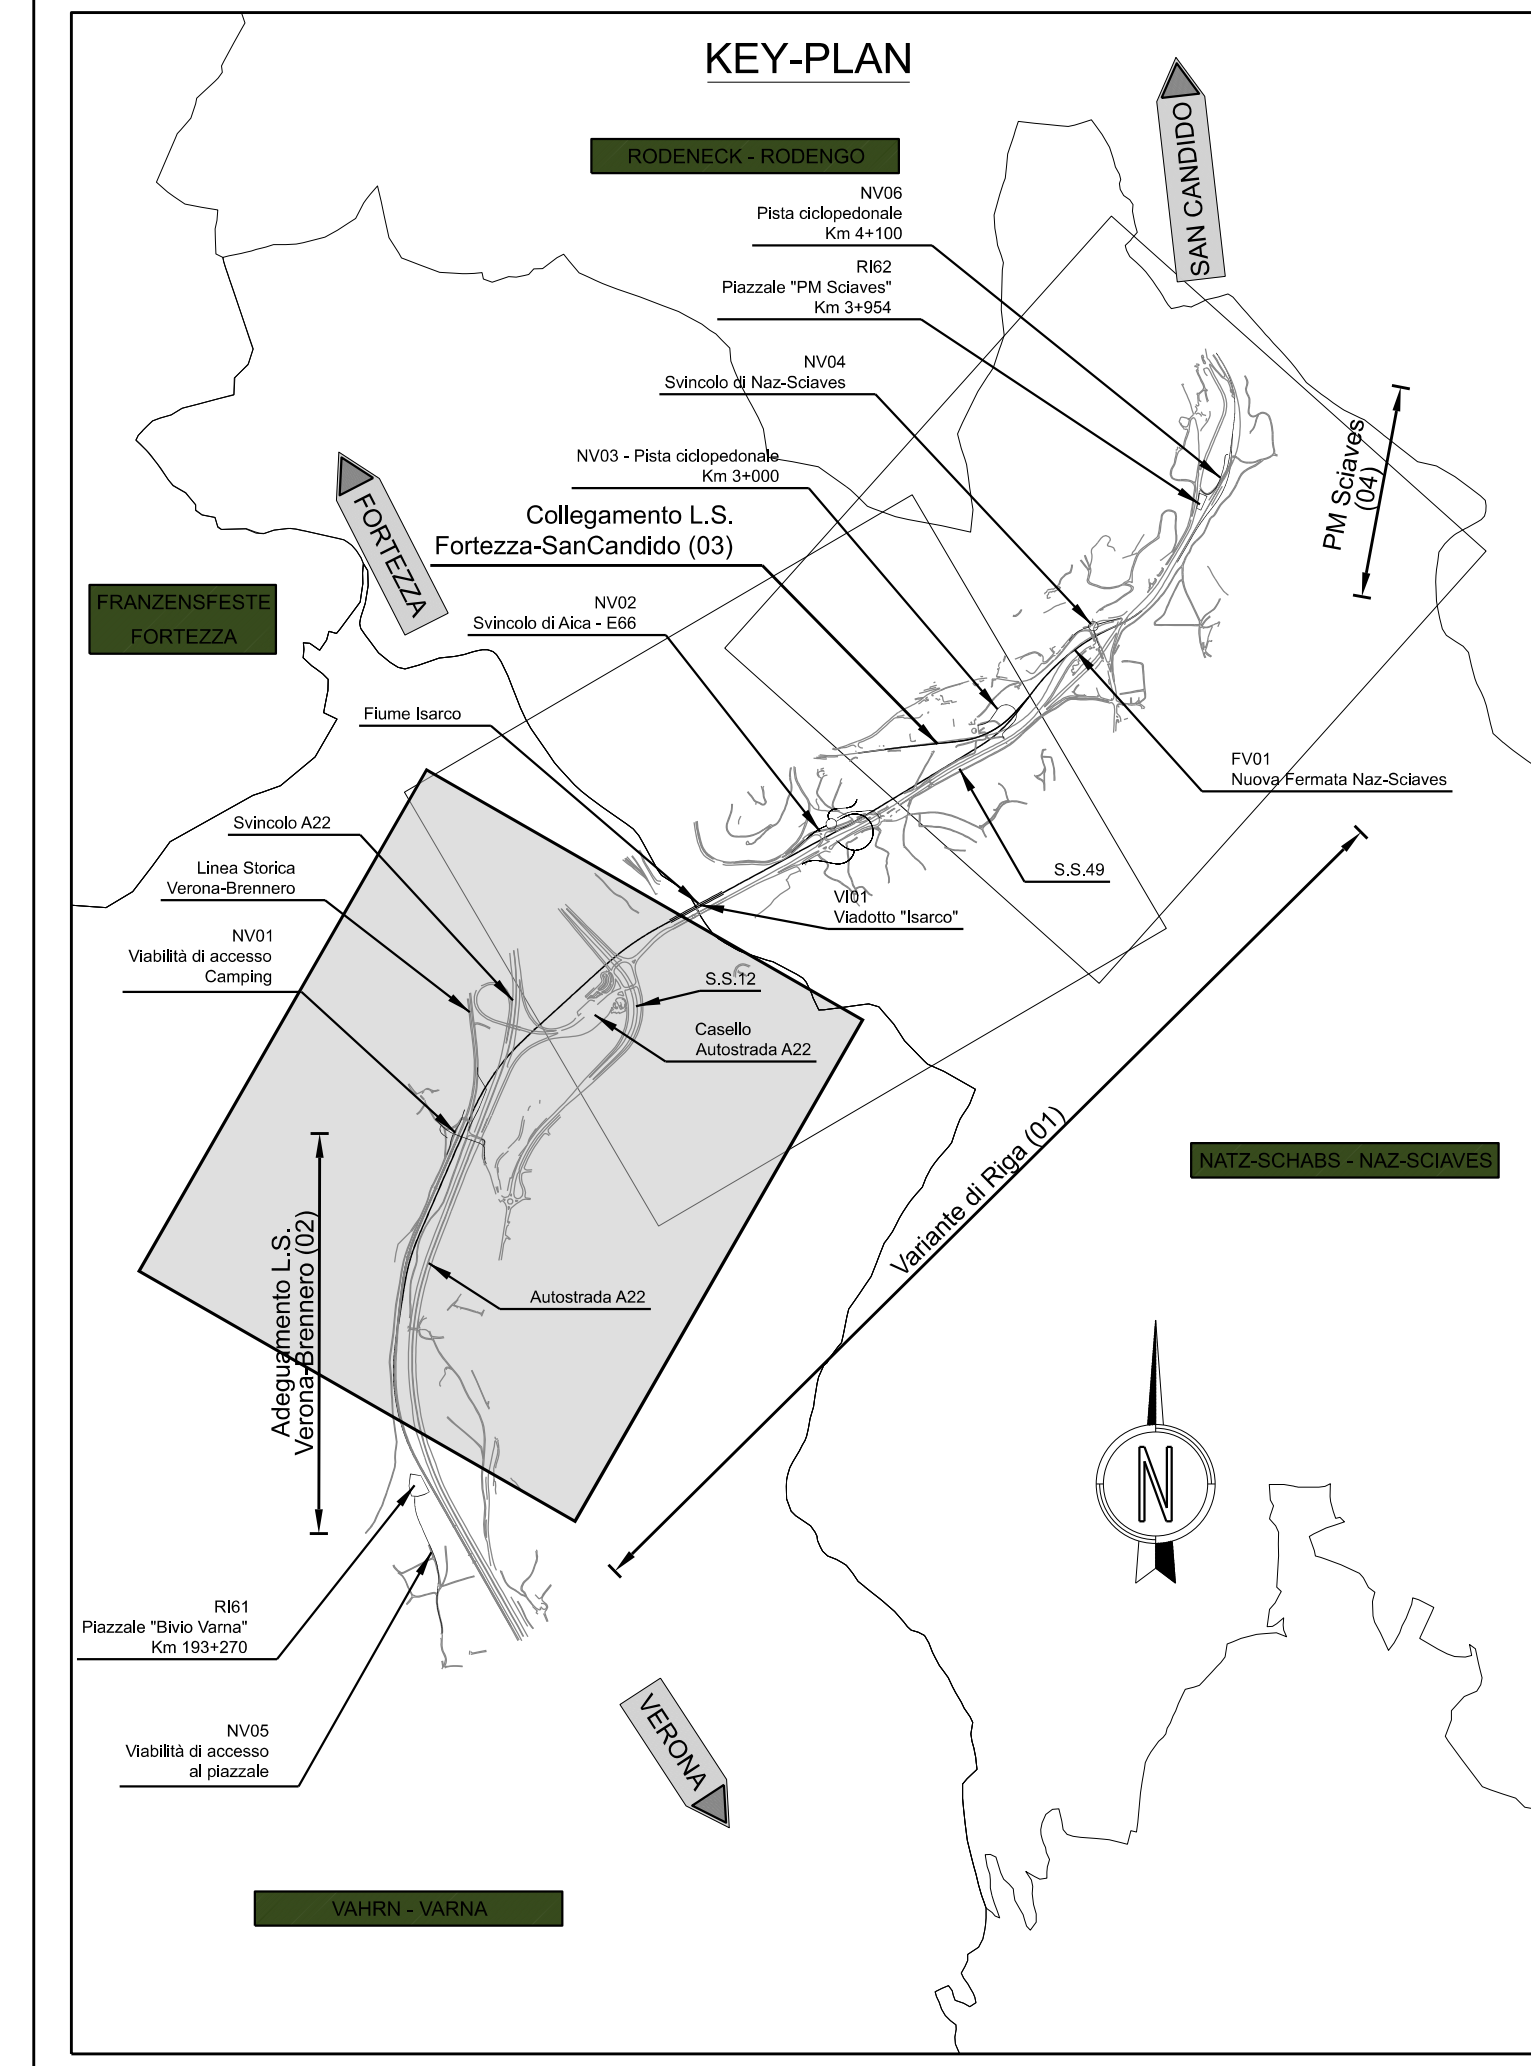 KEY-PLAN
SAN CANDIDO
RODENECK - RODENGO
NV06
Pista ciclopedonale
Km 4+100
RI62
Piazzale "PM Sciaves"
Km 3+954
NV04
Svincolo di Naz-Sciaves
NV03 - Pista ciclopedonale
Km 3+000
PM Sciaves
(04)
FORTEZZA
Collegamento L.S.
Fortezza-SanCandido (03)
FRANZENSFESTE
FORTEZZA
NV02
Svincolo di Aica - E66
Fiume Isarco
FV01
Nuova Fermata Naz-Sciaves
Svincolo A22
Linea Storica
Verona-Brennero
S.S.49
VI01
Viadotto "Isarco"
NV01
Viabilità di accesso
Camping
S.S.12
Casello
Autostrada A22
Variante di Riga (01)
NATZ-SCHABS - NAZ-SCIAVES
Adeguamento L.S.
Verona-Brennero (02)
Autostrada A22
N
RI61
Piazzale "Bivio Varna"
Km 193+270
NV05
Viabilità di accesso
al piazzale
VERONA
VAHRN - VARNA